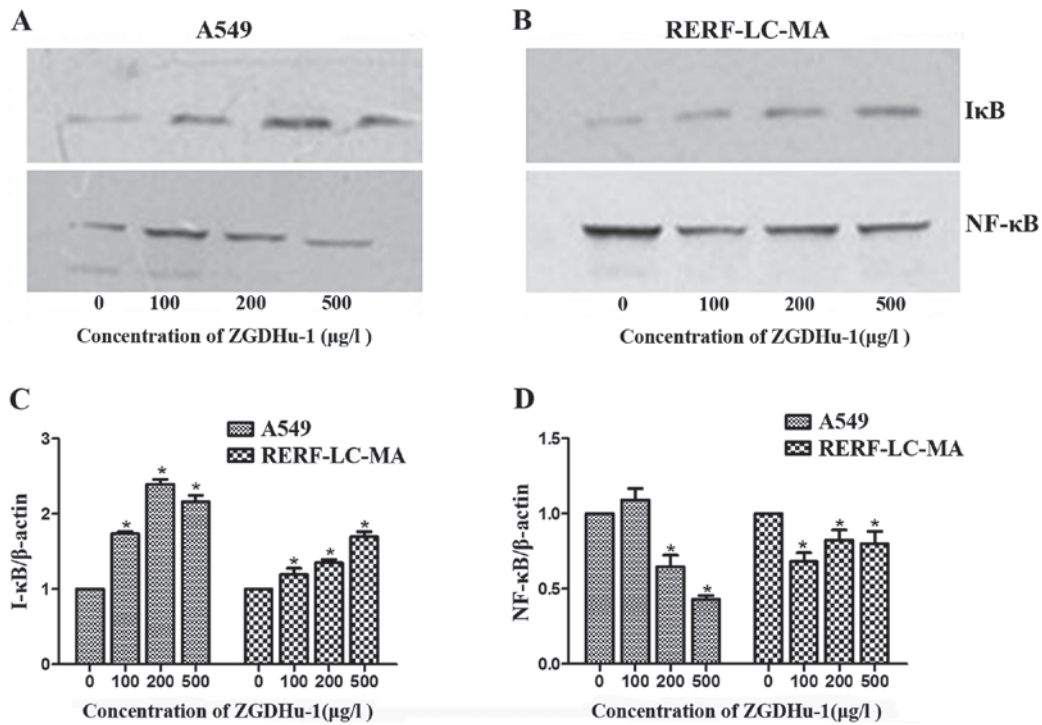 A
A549
B
RERF-LC-MA
IκB
NF-κB
0 100 200 500
Concentration of ZGDHu-1 (μg/l )
0 100 200 500
Concentration of ZGDHu-1(μg/l )
C
A549
RERF-LC-MA
I-κB/β-actin
3
2
1
0
* * * * * *
0 100 200 500 0 100 200 500
Concentration of ZGDHu-1(μg/l )
D
A549
RERF-LC-MA
NF-κB/β-actin
1.5
1.0
0.5
0.0
* * * * *
0 100 200 500 0 100 200 500
Concentration of ZGDHu-1(μg/l )